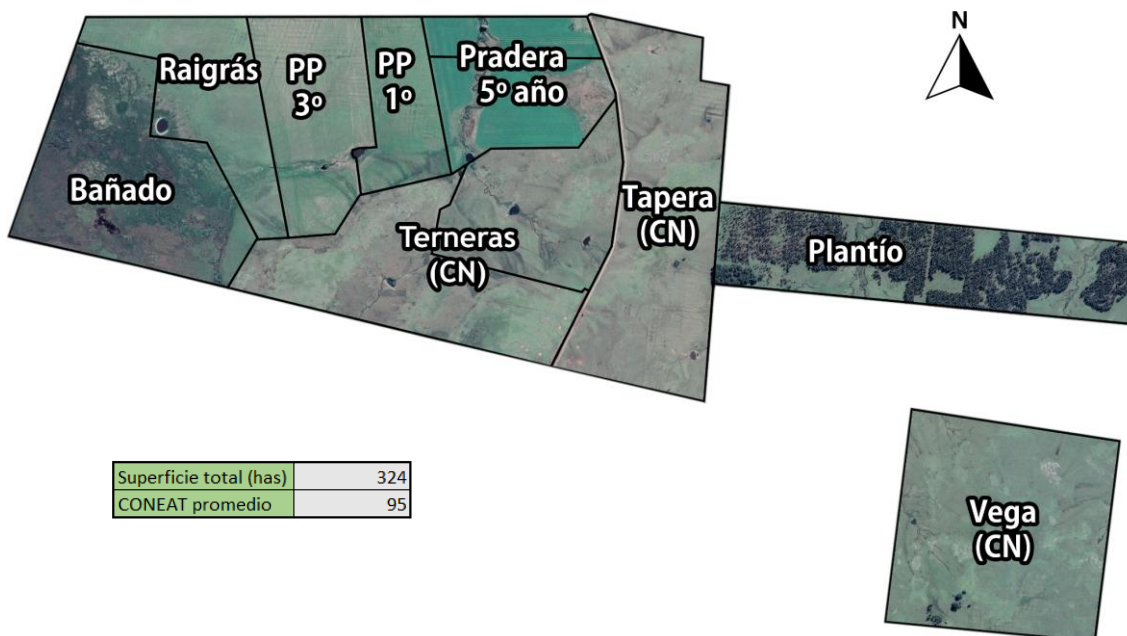 N
Raigrás
PP
3º
PP
1º
Pradera
5º año
Bañado
Terneras
(CN)
Tapera
(CN)
Plantío
Vega
(CN)
Superficie total (has) 324
CONEAT promedio 95